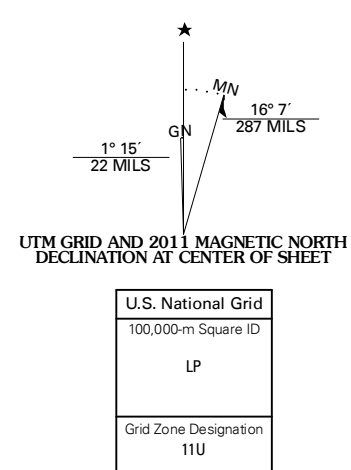 ★
MN
GN
16° 7´
287 MILS
1° 15´
22 MILS
UTM GRID AND 2011 MAGNETIC NORTH
DECLINATION AT CENTER OF SHEET
U.S. National Grid
100,000-m Square ID
LP
Grid Zone Designation
11U